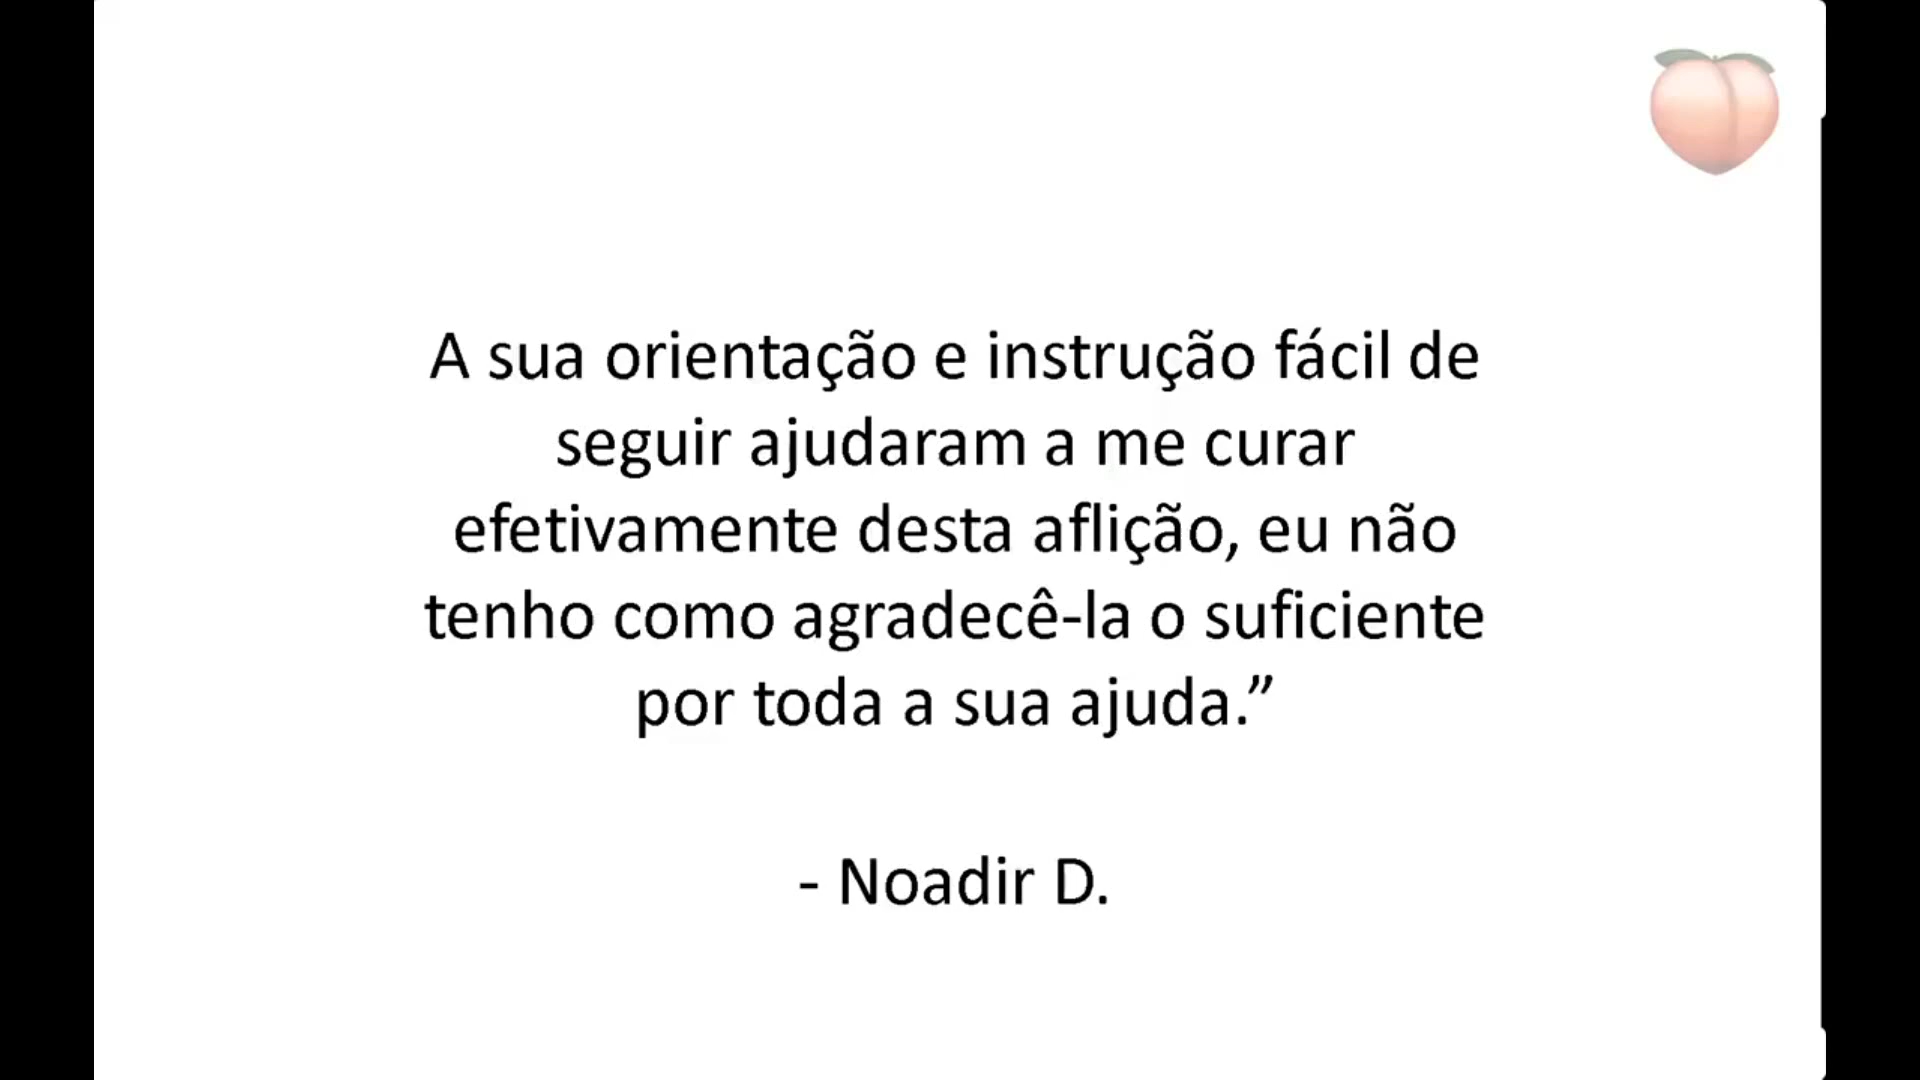 A sua orientação e instrução fácil de
seguir ajudaram a me curar
efetivamente desta aflição, eu não
tenho como agradecê-la o suficiente
por toda a sua ajuda.”
- Noadir D.